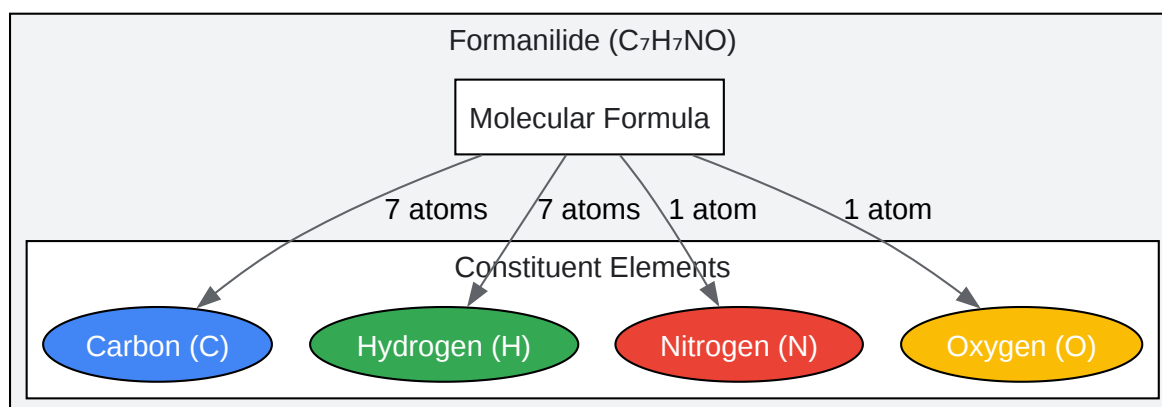 Formanilide (C₇H₇NO)
Molecular Formula
7 atoms
7 atoms
1 atom
1 atom
Constituent Elements
Carbon (C)
Hydrogen (H)
Nitrogen (N)
Oxygen (O)